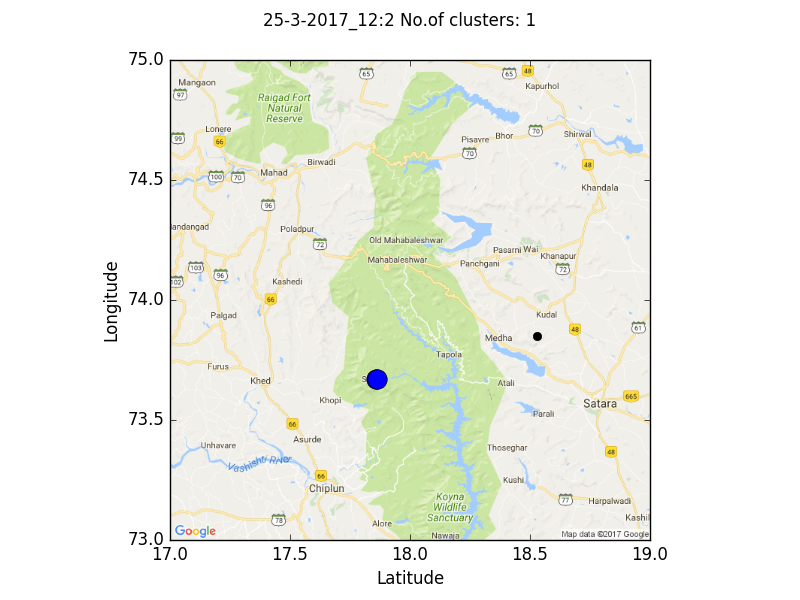 25-3-2017_12:2 No.of clusters: 1
75.0
74.5
74.0
73.5
73.0
17.0
17.5
18.0
18.5
19.0
Longitude
Latitude
65
65
48
Mangaon
97
Kapurhol
Raigad Fort
Natural
Reserve
Lonere
99
66
Pisavre
Bhor
70
Shirwal
70
Birwadi
48
100
70
Mahad
Khandala
96
landangad
Poladpur
72
Old Mahabaleshwar
Pasarni
Wai
Mahabaleshwar
Panchgani
Khanapur
72
103
96
102
Kashedi
66
Palgad
Kudal
48
61
Medha
Tapola
Furus
Khed
Atali
665
Khopi
Satara
Parali
66
Asurde
Unhavare
Thoseghar
48
Vashishti River
66
Kushi
Chiplun
77
Harpalwadi
Koyna
Wildlife
Sanctuary
78
Alore
Kashil
Nawaja
Google
Map data ©2017 Google